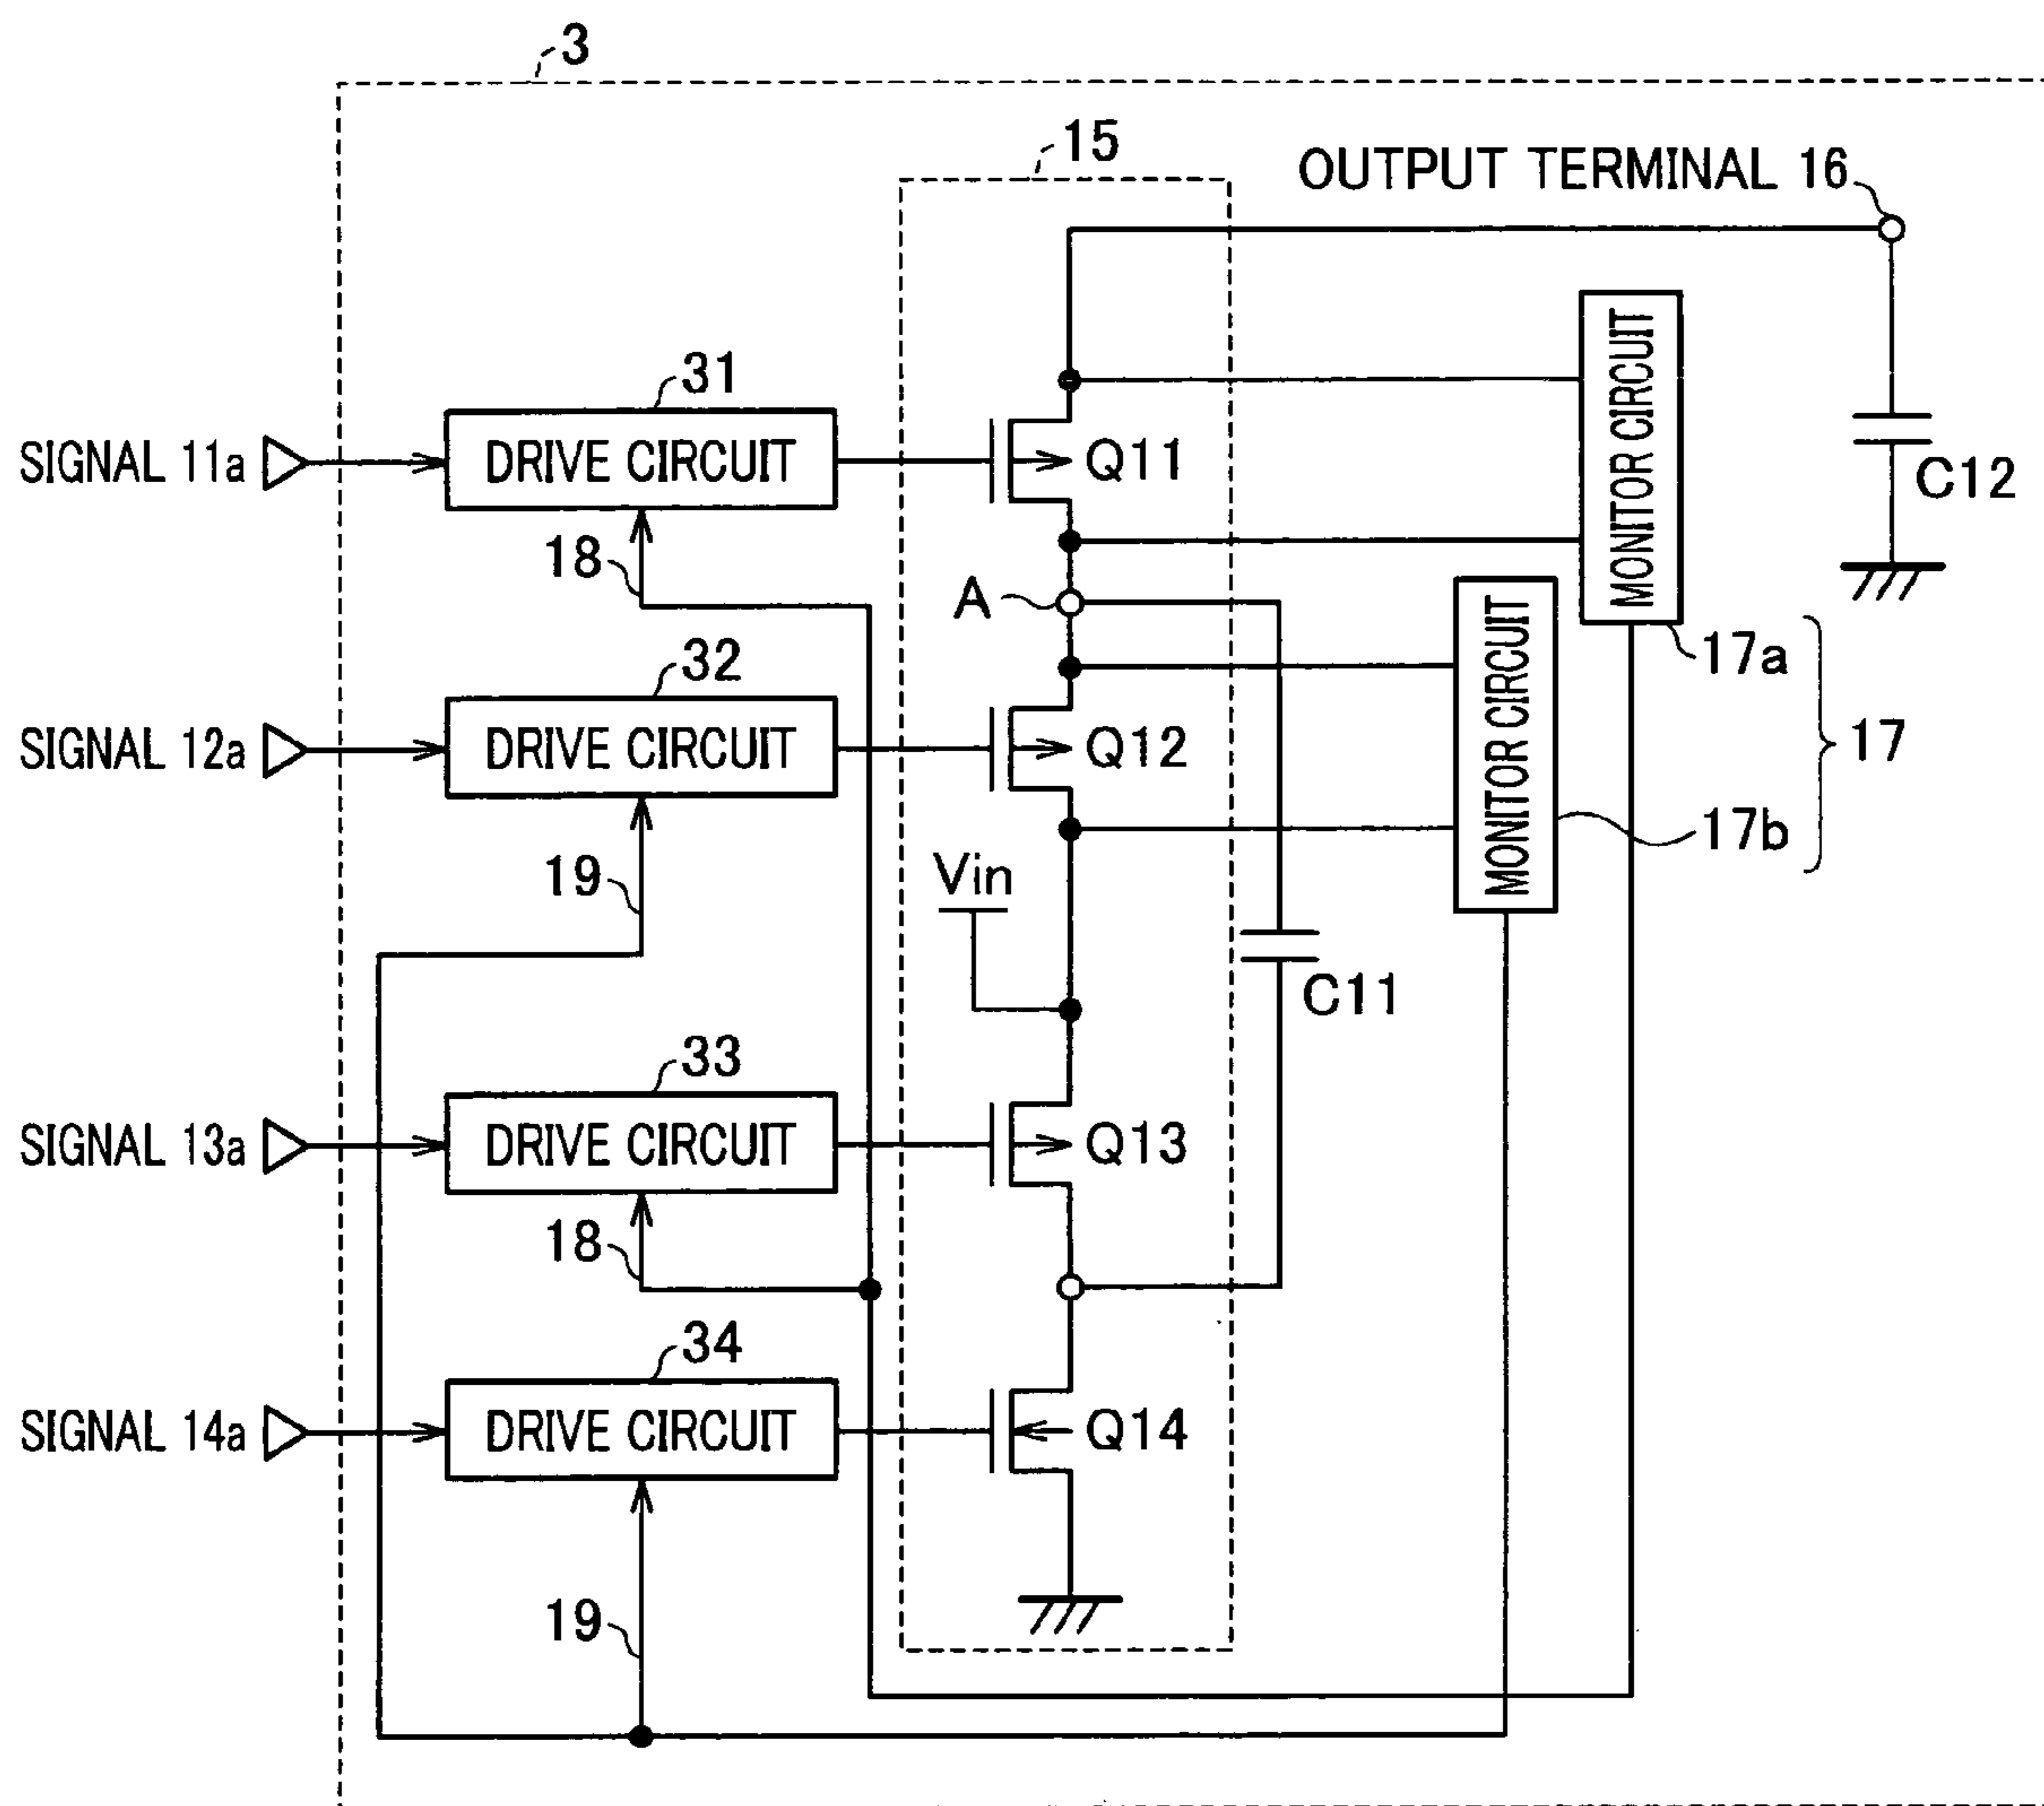 3
15
OUTPUT TERMINAL 16
31
SIGNAL 11a
DRIVE CIRCUIT
Q11
MONITOR CIRCUIT
C12
18
A
17a
32
SIGNAL 12a
DRIVE CIRCUIT
Q12
MONITOR CIRCUIT
17
17b
19
Vin
C11
33
SIGNAL 13a
DRIVE CIRCUIT
Q13
18
34
SIGNAL 14a
DRIVE CIRCUIT
Q14
19